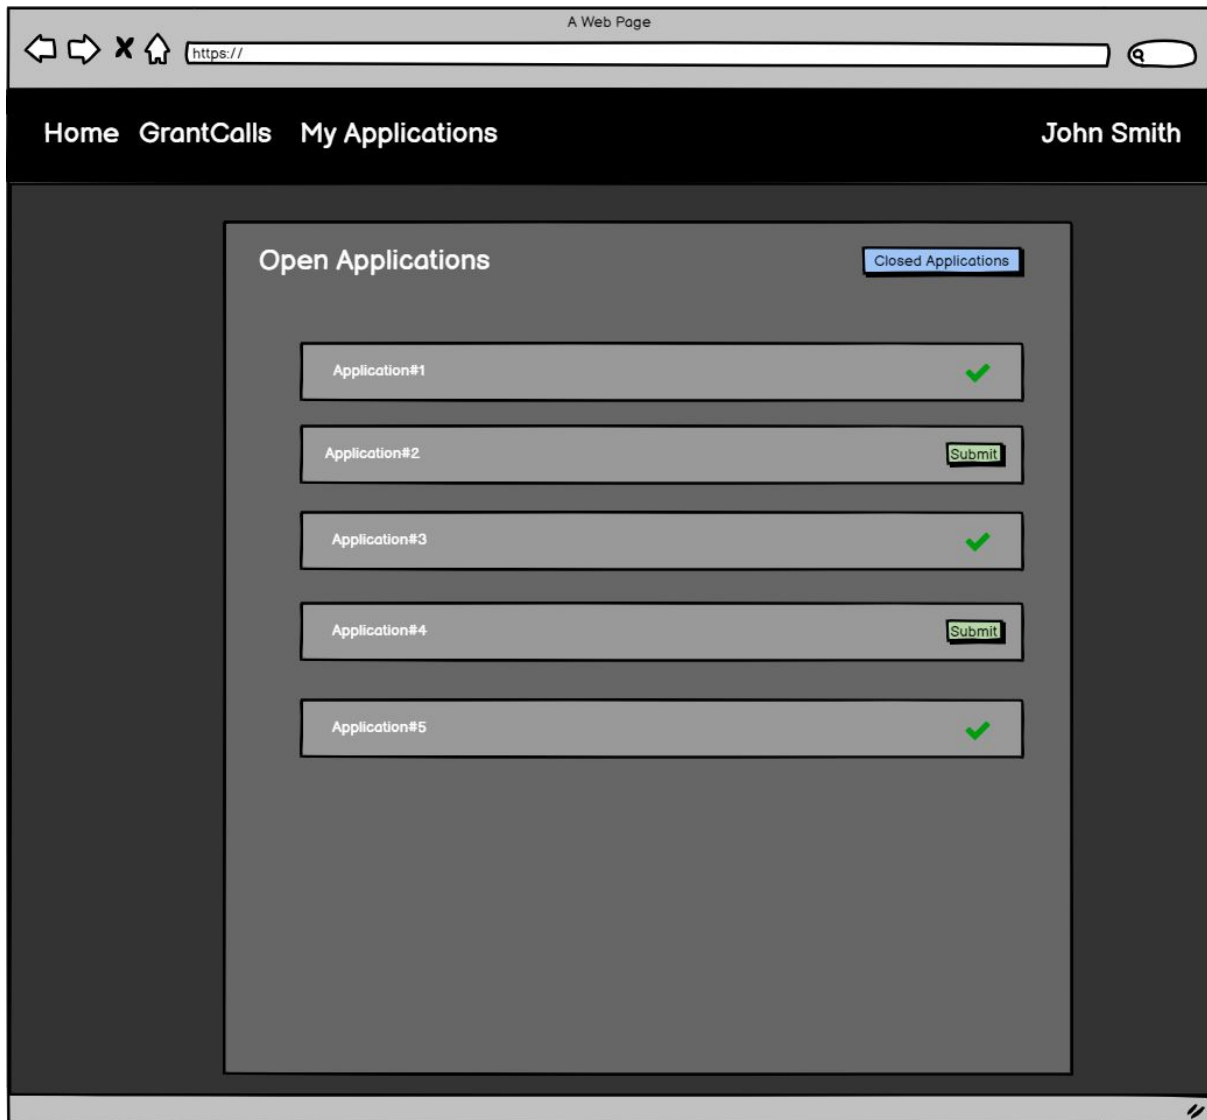 A Web Page
https://
Home GrantCalls My Applications John Smith
Open Applications Closed Applications
Application#1
Application#2 Submit
Application#3
Application#4 Submit
Application#5